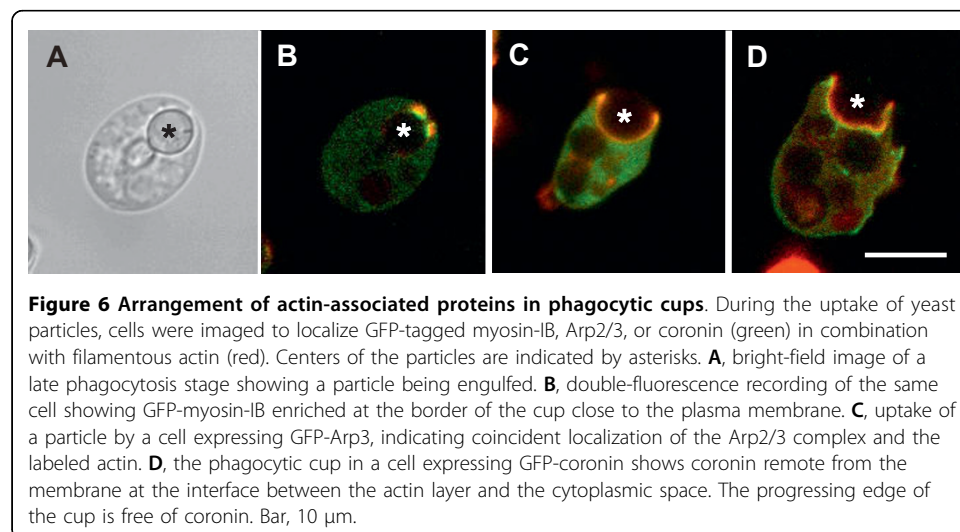 A
B
C
D
*
*
*
*
Figure 6 Arrangement of actin-associated proteins in phagocytic cups. During the uptake of yeast
particles, cells were imaged to localize GFP-tagged myosin-IB, Arp2/3, or coronin (green) in combination
with filamentous actin (red). Centers of the particles are indicated by asterisks. A, bright-field image of a
late phagocytosis stage showing a particle being engulfed. B, double-fluorescence recording of the same
cell showing GFP-myosin-IB enriched at the border of the cup close to the plasma membrane. C, uptake of
a particle by a cell expressing GFP-Arp3, indicating coincident localization of the Arp2/3 complex and the
labeled actin. D, the phagocytic cup in a cell expressing GFP-coronin shows coronin remote from the
membrane at the interface between the actin layer and the cytoplasmic space. The progressing edge of
the cup is free of coronin. Bar, 10 μm.